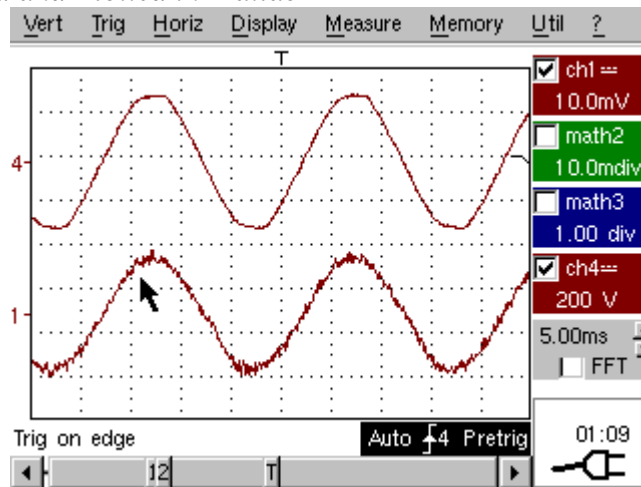 Vert Trig Horiz Display Measure Memory Util ?
T
ch1
10.0mV
math2
10.0mdiv
math3
1.00 div
ch4
200 V
5.00ms
FFT
4
1
Trig on edge Auto 4 Pretrig
12 T
01:09